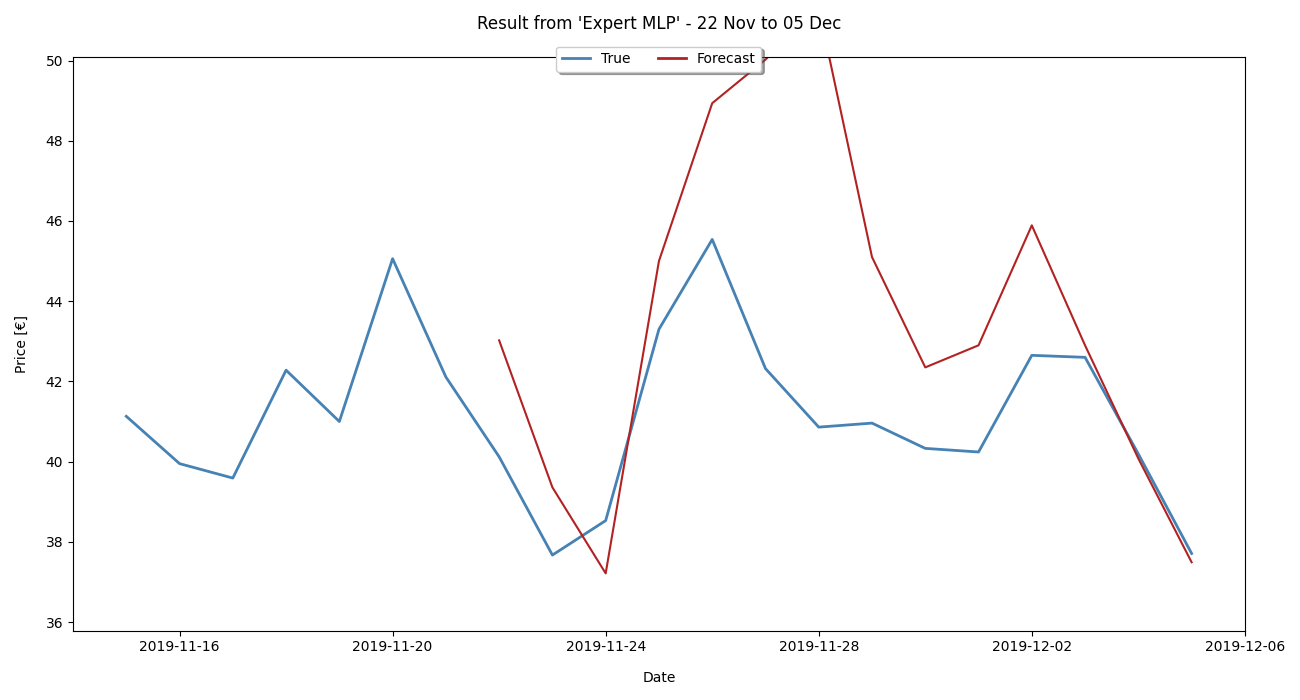 Result from 'Expert MLP' - 22 Nov to 05 Dec
True Forecast
50
48
46
44
42
40
38
36
Price [€]
2019-11-16 2019-11-20 2019-11-24 2019-11-28 2019-12-02 2019-12-06
Date